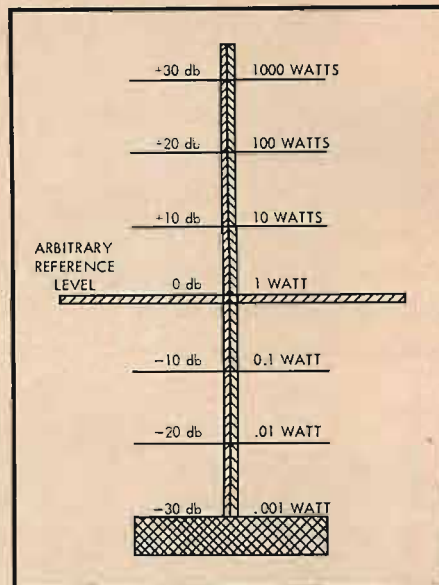 +30 db 1000 WATTS
+20 db 100 WATTS
+10 db 10 WATTS
ARBITRARY
REFERENCE
LEVEL
0 db 1 WATT
−10 db 0.1 WATT
−20 db .01 WATT
−30 db .001 WATT